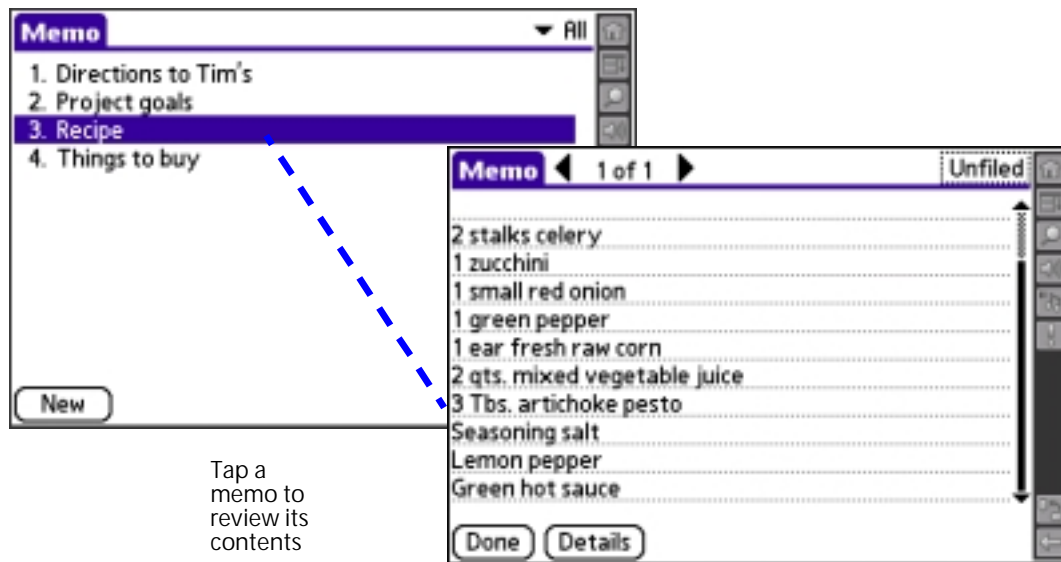 Memo All
1. Directions to Tim's
2. Project goals
3. Recipe
4. Things to buy
New
Memo 1 of 1 Unfiled
2 stalks celery
1 zucchini
1 small red onion
1 green pepper
1 ear fresh raw corn
2 qts. mixed vegetable juice
3 Tbs. artichoke pesto
Seasoning salt
Lemon pepper
Green hot sauce
Done Details
Tap a
memo to
review its
contents